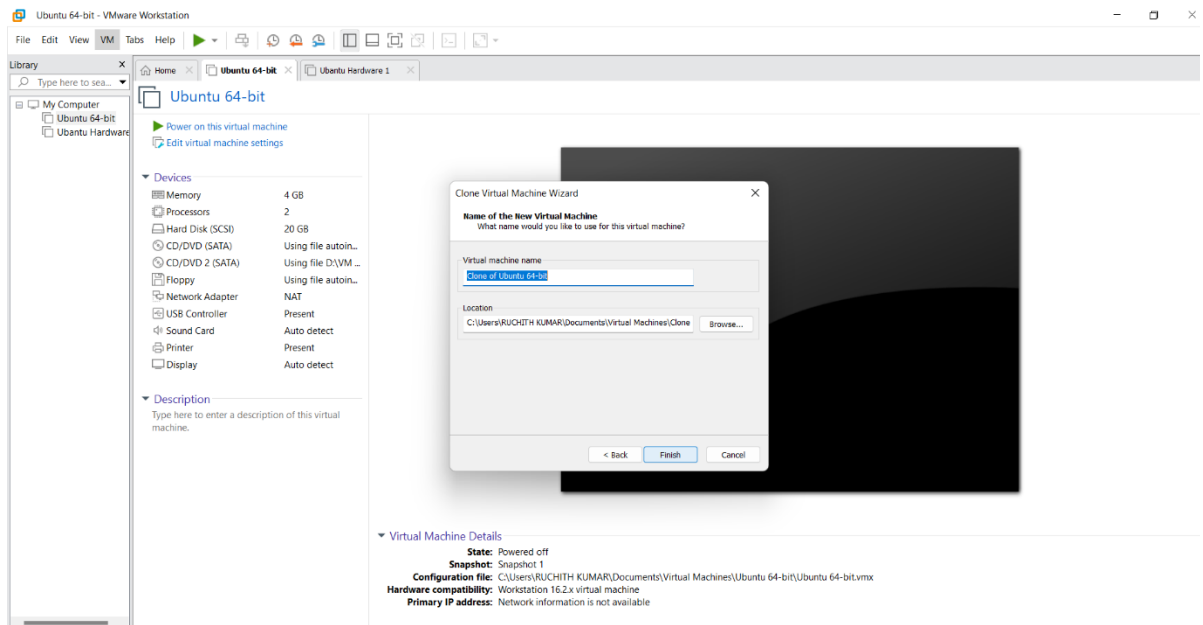 Ubuntu 64-bit - VMware Workstation
File Edit View VM Tabs Help
Library X
Type here to sea...
My Computer
Ubuntu 64-bit
Ubantu Hardware
Home
Ubuntu 64-bit
Ubantu Hardware 1
Ubuntu 64-bit
Power on this virtual machine
Edit virtual machine settings
Devices
Memory 4 GB
Processors 2
Hard Disk (SCSI) 20 GB
CD/DVD (SATA) Using file autoin...
CD/DVD 2 (SATA) Using file D:\VM ...
Floppy Using file autoin...
Network Adapter NAT
USB Controller Present
Sound Card Auto detect
Printer Present
Display Auto detect
Description
Type here to enter a description of this virtual
machine.
Clone Virtual Machine Wizard
Name of the New Virtual Machine
What name would you like to use for this virtual machine?
Virtual machine name
Clone of Ubuntu 64-bit
Location
C:\Users\RUCHITH KUMAR\Documents\Virtual Machines\Clone
Browse...
< Back Finish Cancel
Virtual Machine Details
State: Powered off
Snapshot: Snapshot 1
Configuration file: C:\Users\RUCHITH KUMAR\Documents\Virtual Machines\Ubuntu 64-bit\Ubuntu 64-bit.vmx
Hardware compatibility: Workstation 16.2.x virtual machine
Primary IP address: Network information is not available